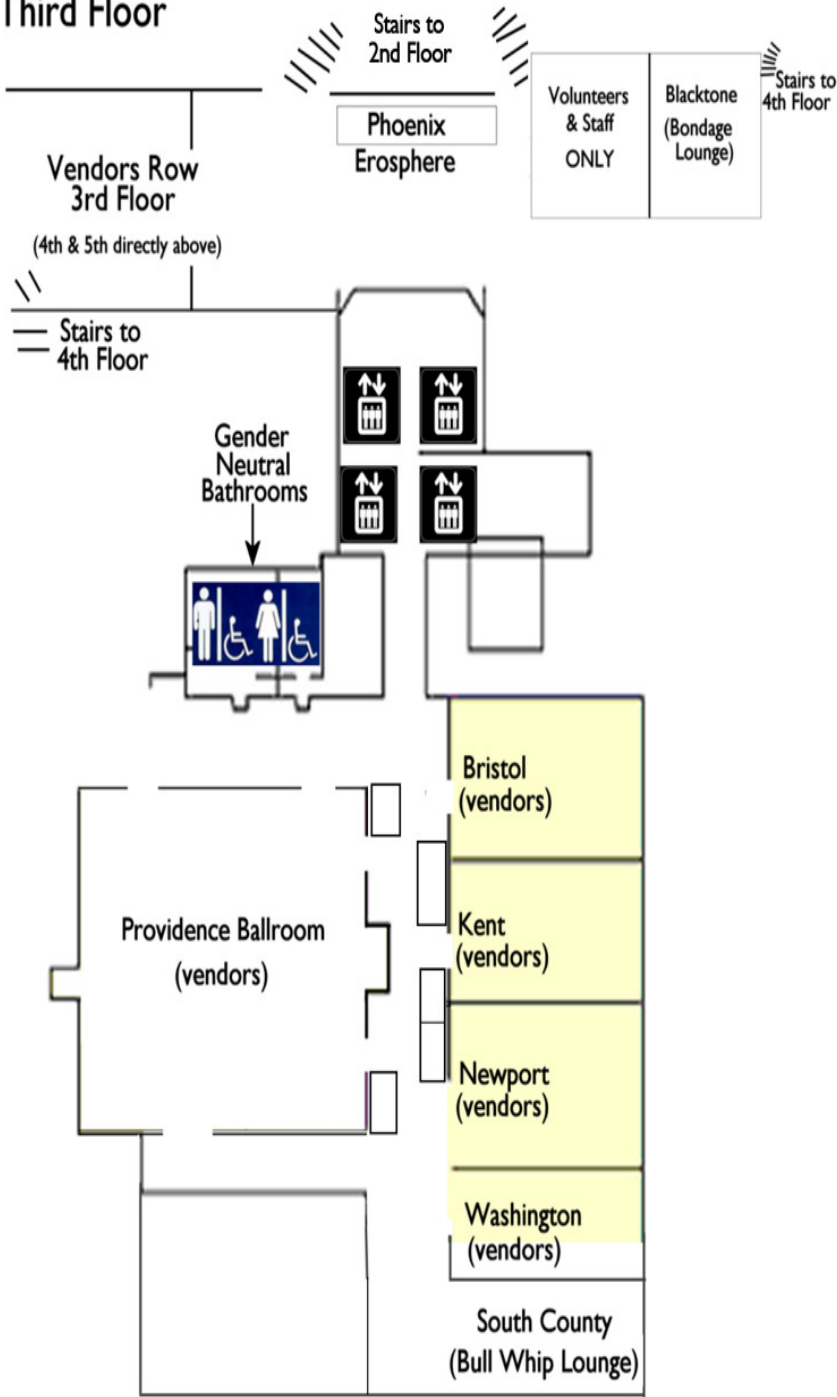 Third Floor
Stairs to
2nd Floor
Stairs to
4th Floor
Volunteers
& Staff
ONLY
Blacktone
(Bondage
Lounge)
Phoenix
Erosphere
Vendors Row
3rd Floor
(4th & 5th directly above)
Stairs to
4th Floor
Gender
Neutral
Bathrooms
Bristol
(vendors)
Providence Ballroom
(vendors)
Kent
(vendors)
Newport
(vendors)
Washington
(vendors)
South County
(Bull Whip Lounge)